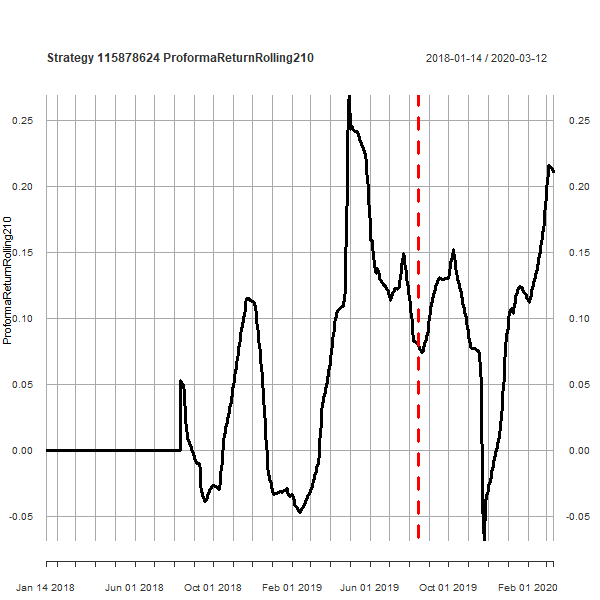 Strategy 115878624 ProformaReturnRolling210
2018-01-14 / 2020-03-12
ProformaReturnRolling210
0.25 0.25
0.20 0.20
0.15 0.15
0.10 0.10
0.05 0.05
0.00 0.00
-0.05 -0.05
Jan 14 2018 Jun 01 2018 Oct 01 2018 Feb 01 2019 Jun 01 2019 Oct 01 2019 Feb 01 2020